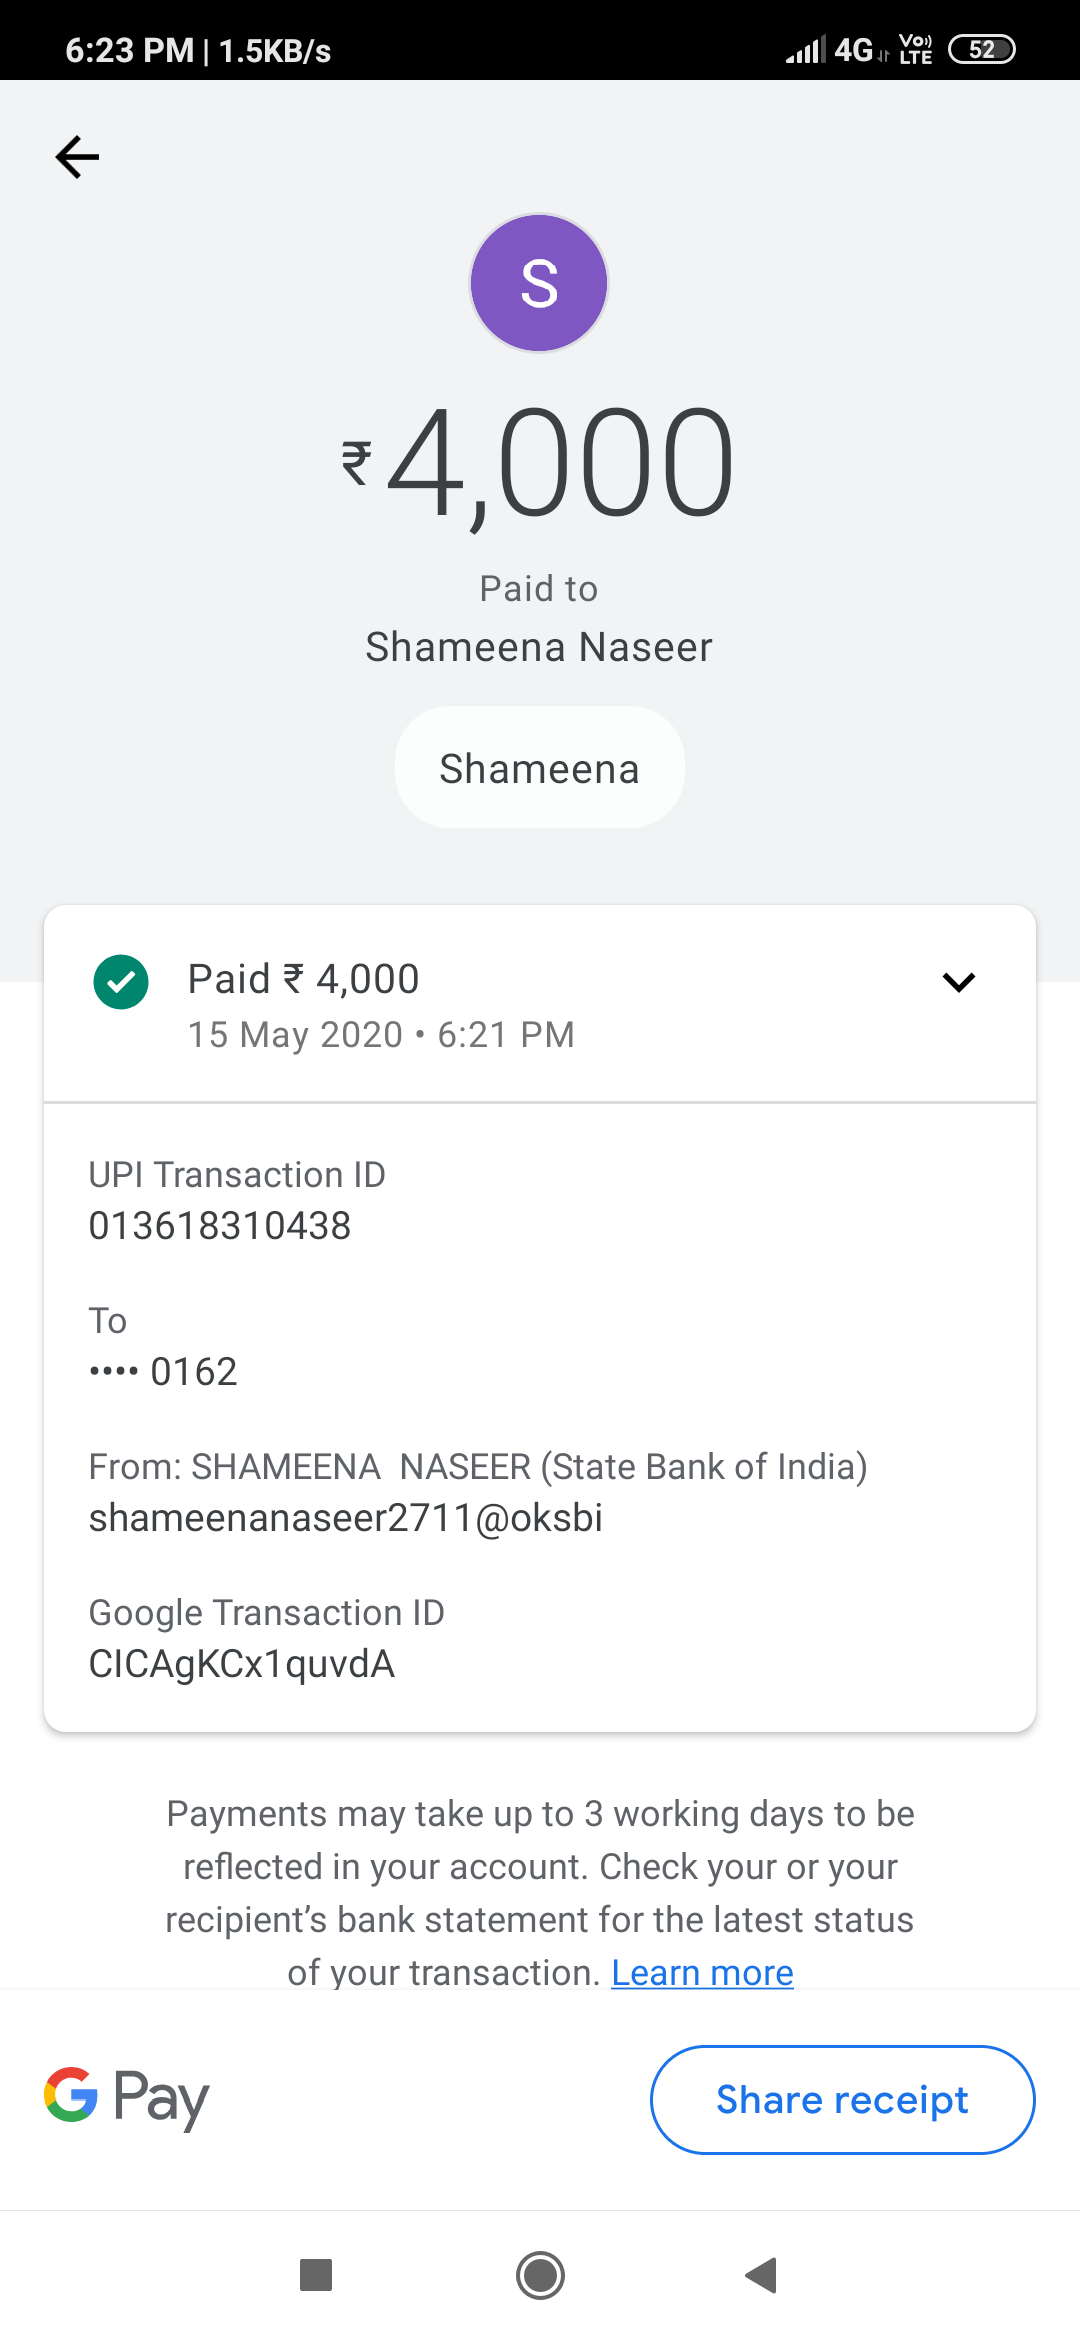 6:23 PM | 1.5KB/s 4G Vo)) LTE 52
S
₹4,000
Paid to
Shameena Naseer
Shameena
Paid ₹ 4,000
15 May 2020 • 6:21 PM
UPI Transaction ID
013618310438
To
•••• 0162
From: SHAMEENA  NASEER (State Bank of India)
shameenanaseer2711@oksbi
Google Transaction ID
CICAgKCx1quvdA
Payments may take up to 3 working days to be
reflected in your account. Check your or your
recipient’s bank statement for the latest status
of your transaction. Learn more
G Pay
Share receipt